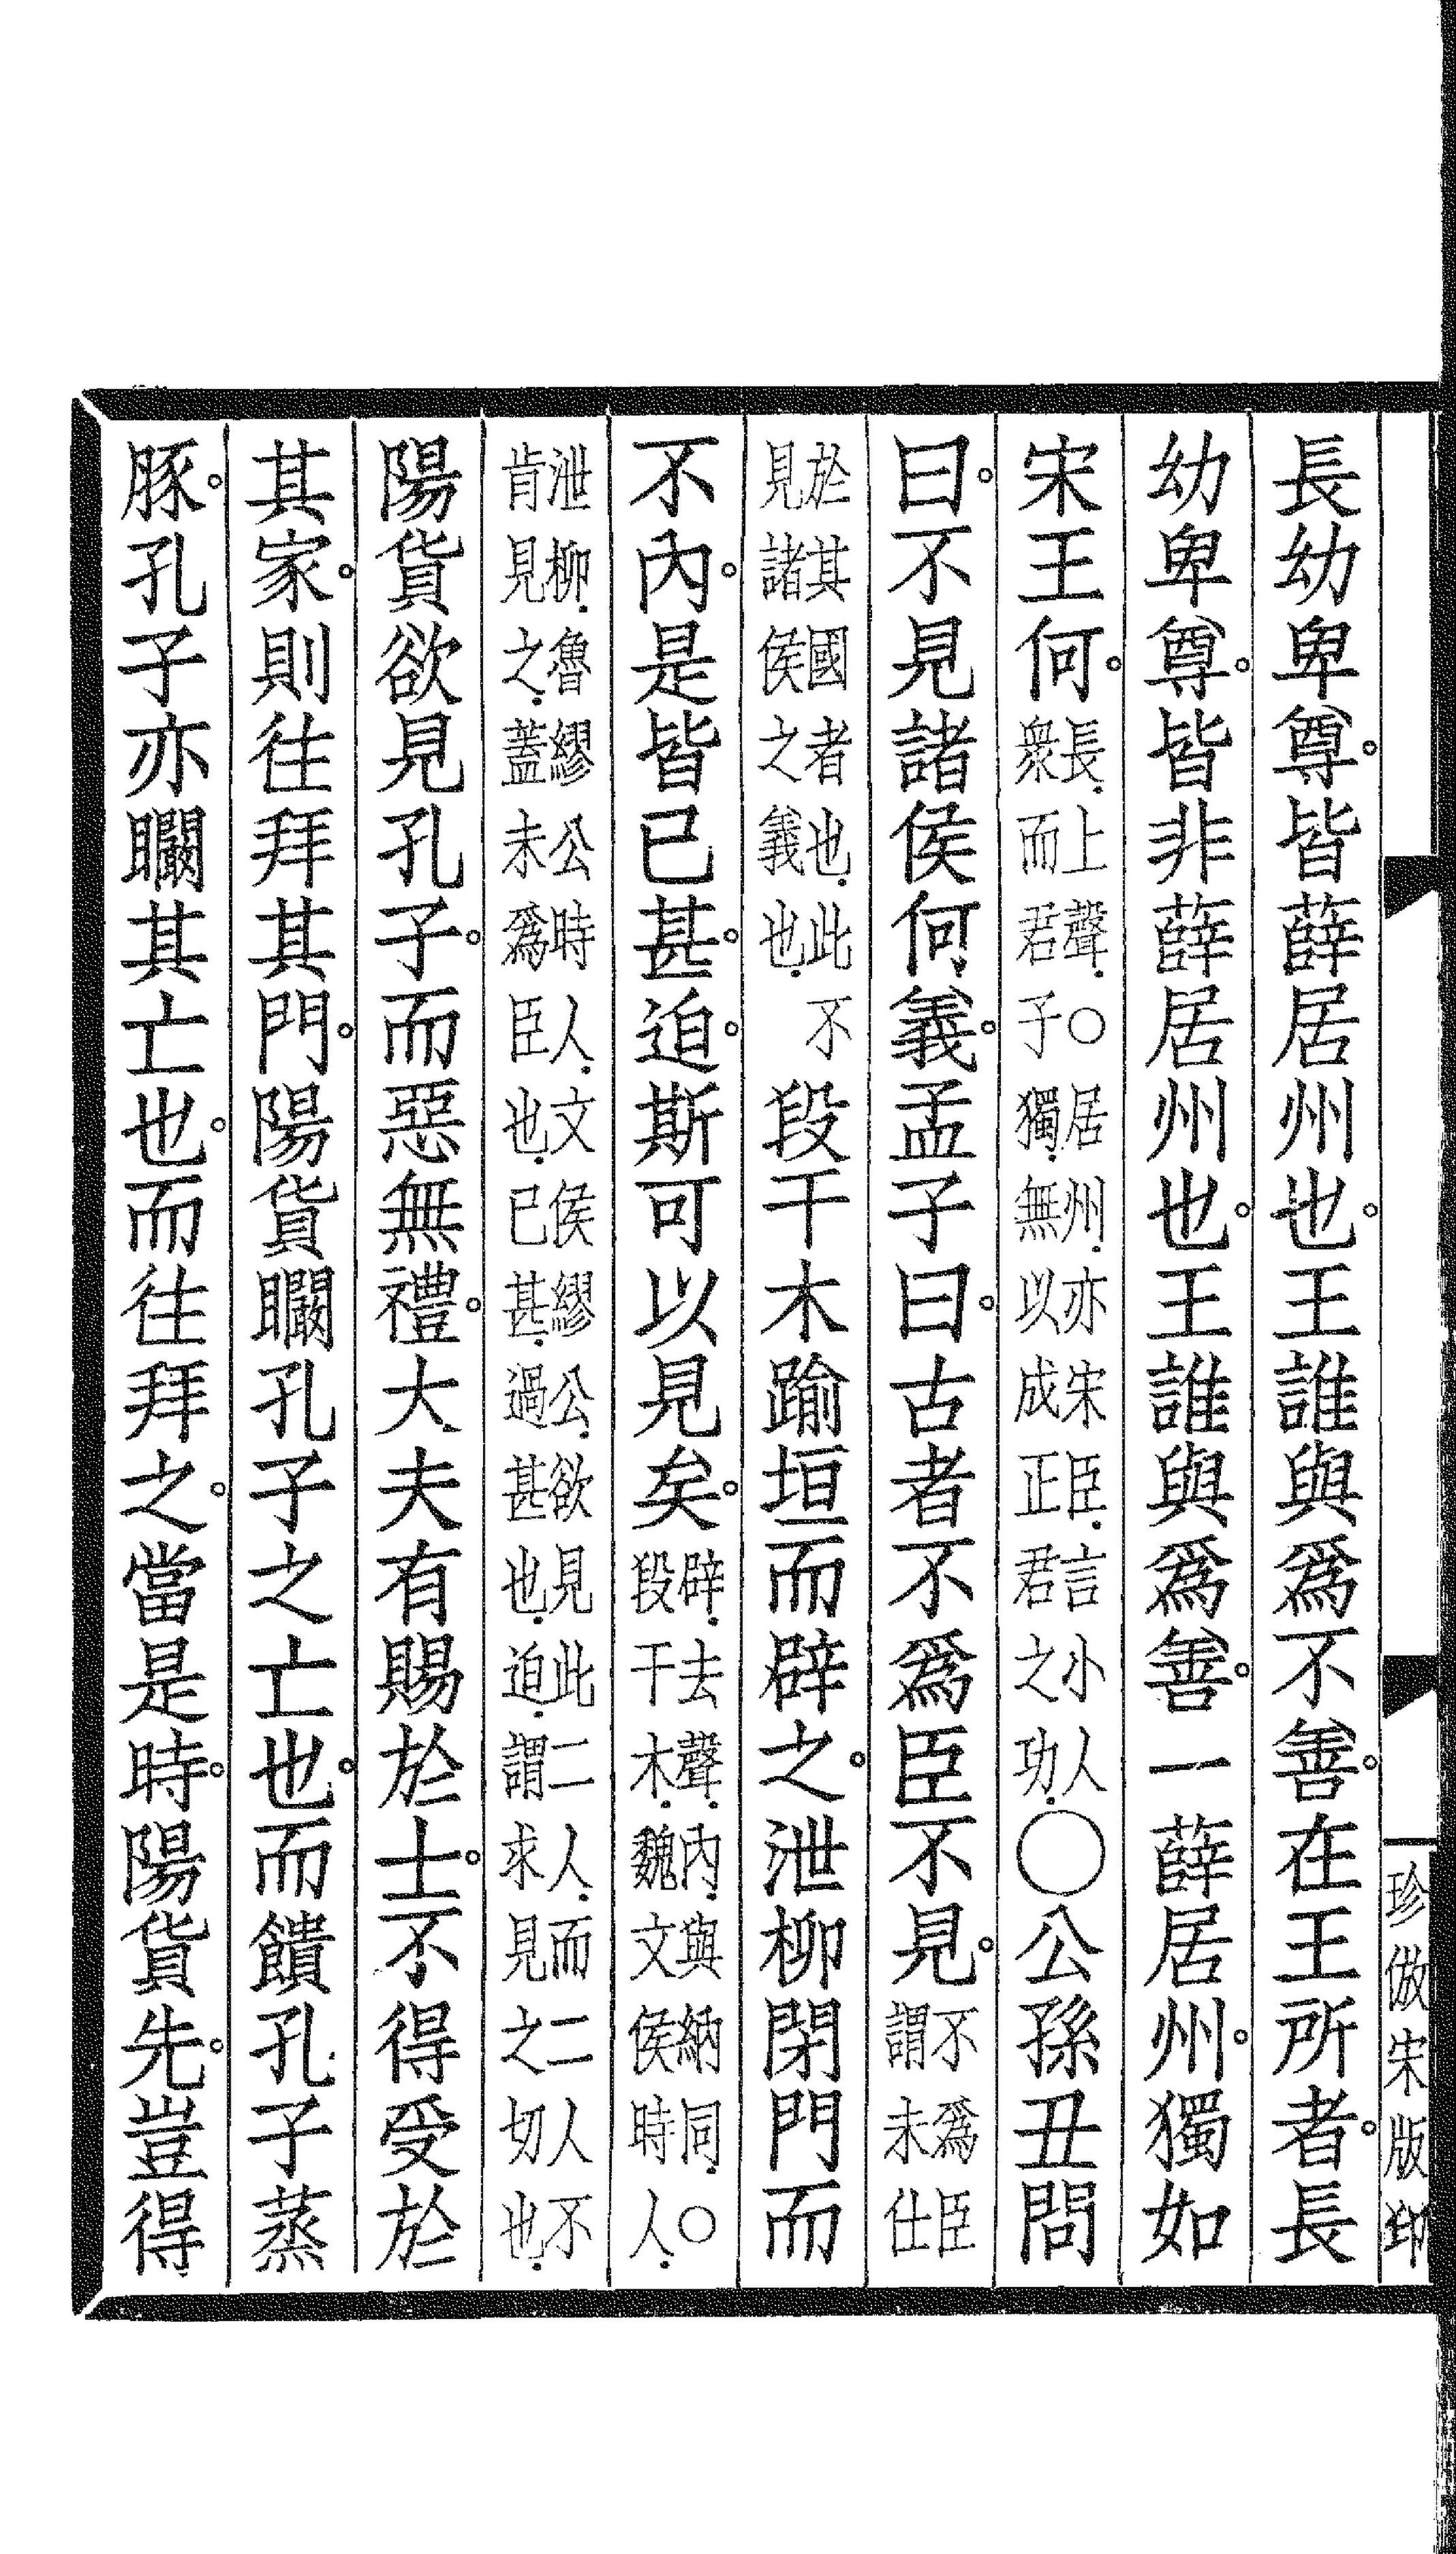 珍倣宋版印
長幼卑尊。皆薛居州也。王誰與爲不善。在王所者。長
幼卑尊。皆非薛居州也。王誰與爲善。一薛居州。獨如
宋王何。長.上聲.○居州.亦宋臣.言小人衆而君子獨.無以成正君之功.○公孫丑問
曰。不見諸侯何義。孟子曰。古者不爲臣不見。不爲臣謂未仕
於其國者也.此不見諸侯之義也.段干木踰垣而辟之。泄柳閉門而
不內。是皆已甚。迫。斯可以見矣。辟.去聲.內.與納同.○段干木.魏文侯時人.
泄柳.魯繆公時人.文侯繆公.欲見此二人.而二人不肯見之.蓋未爲臣也.已甚.過甚也.迫.謂求見之切也.
陽貨欲見孔子。而惡無禮。大夫有賜於士。不得受於
其家。則往拜其門。陽貨矙孔子之亡也。而饋孔子蒸
豚。孔子亦矙其亡也。而往拜之。當是時。陽貨先。豈得